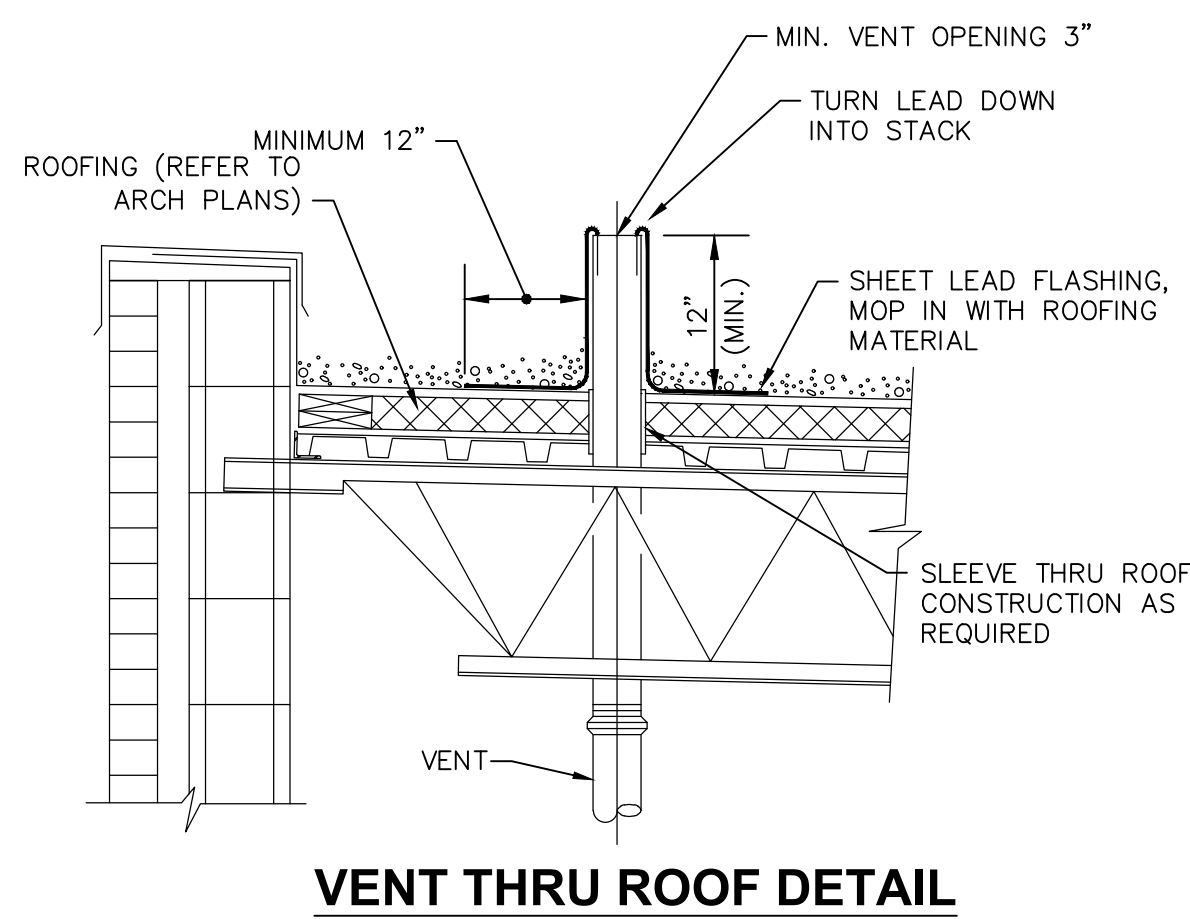 MIN. VENT OPENING 3”
TURN LEAD DOWN
INTO STACK
MINIMUM 12”
ROOFING (REFER TO
ARCH PLANS)
12”
(MIN.)
SHEET LEAD FLASHING,
MOP IN WITH ROOFING
MATERIAL
SLEEVE THRU ROOF
CONSTRUCTION AS
REQUIRED
VENT
VENT THRU ROOF DETAIL